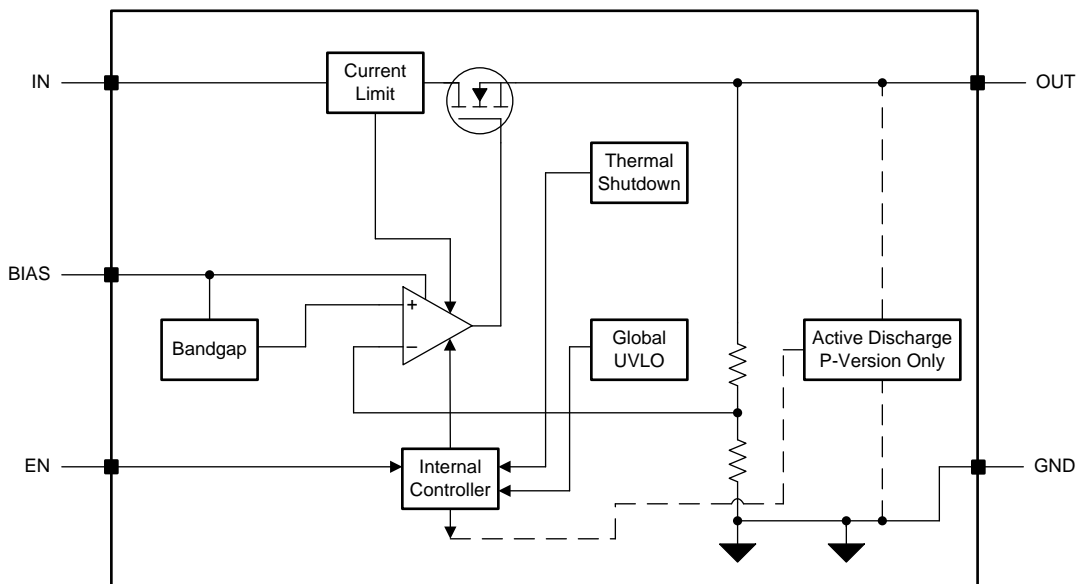 IN
Current
Limit
OUT
Thermal
Shutdown
BIAS
+
−
Bandgap
Global
UVLO
Active Discharge
P-Version Only
EN
Internal
Controller
GND